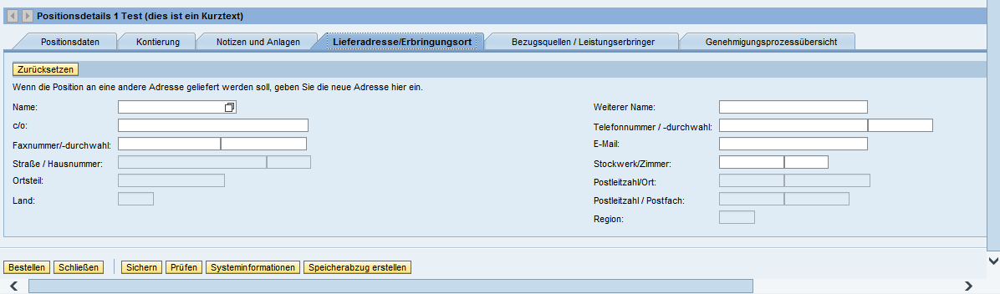 Positionsdetails 1 Test (dies ist ein Kurztext)
Positionsdaten Kontierung Notizen und Anlagen Lieferadresse/Erbringungsort Bezugsquellen / Leistungserbringer Genehmigungsprozessübersicht
Zurücksetzen
Wenn die Position an eine andere Adresse geliefert werden soll, geben Sie die neue Adresse hier ein.
Name: Weiterer Name:
c/o: Telefonnummer / -durchwahl:
Faxnummer/-durchwahl: E-Mail:
Straße / Hausnummer: Stockwerk/Zimmer:
Ortsteil: Postleitzahl/Ort:
Land: Postleitzahl / Postfach:
Region:
Bestellen Schließen Sichern Prüfen Systeminformationen Speicherabzug erstellen